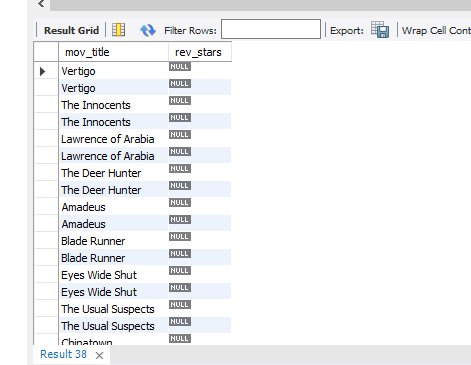 Result Grid Filter Rows: Export: Wrap Cell Cont
mov_title rev_stars
Vertigo NULL
Vertigo NULL
The Innocents NULL
The Innocents NULL
Lawrence of Arabia NULL
Lawrence of Arabia NULL
The Deer Hunter NULL
The Deer Hunter NULL
Amadeus NULL
Amadeus NULL
Blade Runner NULL
Blade Runner NULL
Eyes Wide Shut NULL
Eyes Wide Shut NULL
The Usual Suspects NULL
The Usual Suspects NULL
Chinatown NULL
Result 38